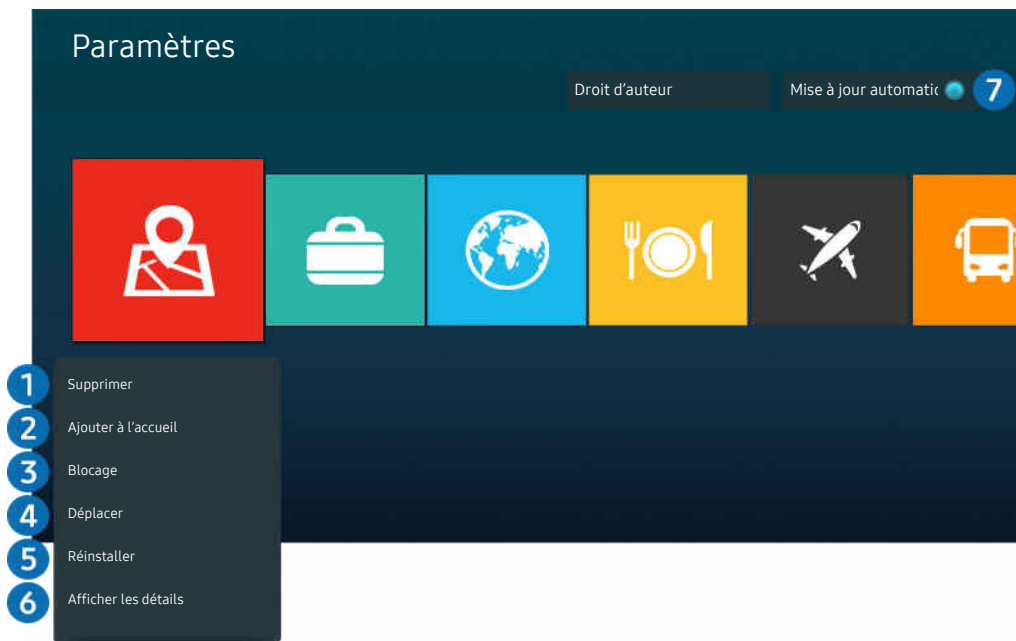 Paramètres
Droit d'auteur
Mise à jour automatic
7
1
Supprimer
2
Ajouter à l'accueil
3
Blocage
4
Déplacer
5
Réinstaller
6
Afficher les détails